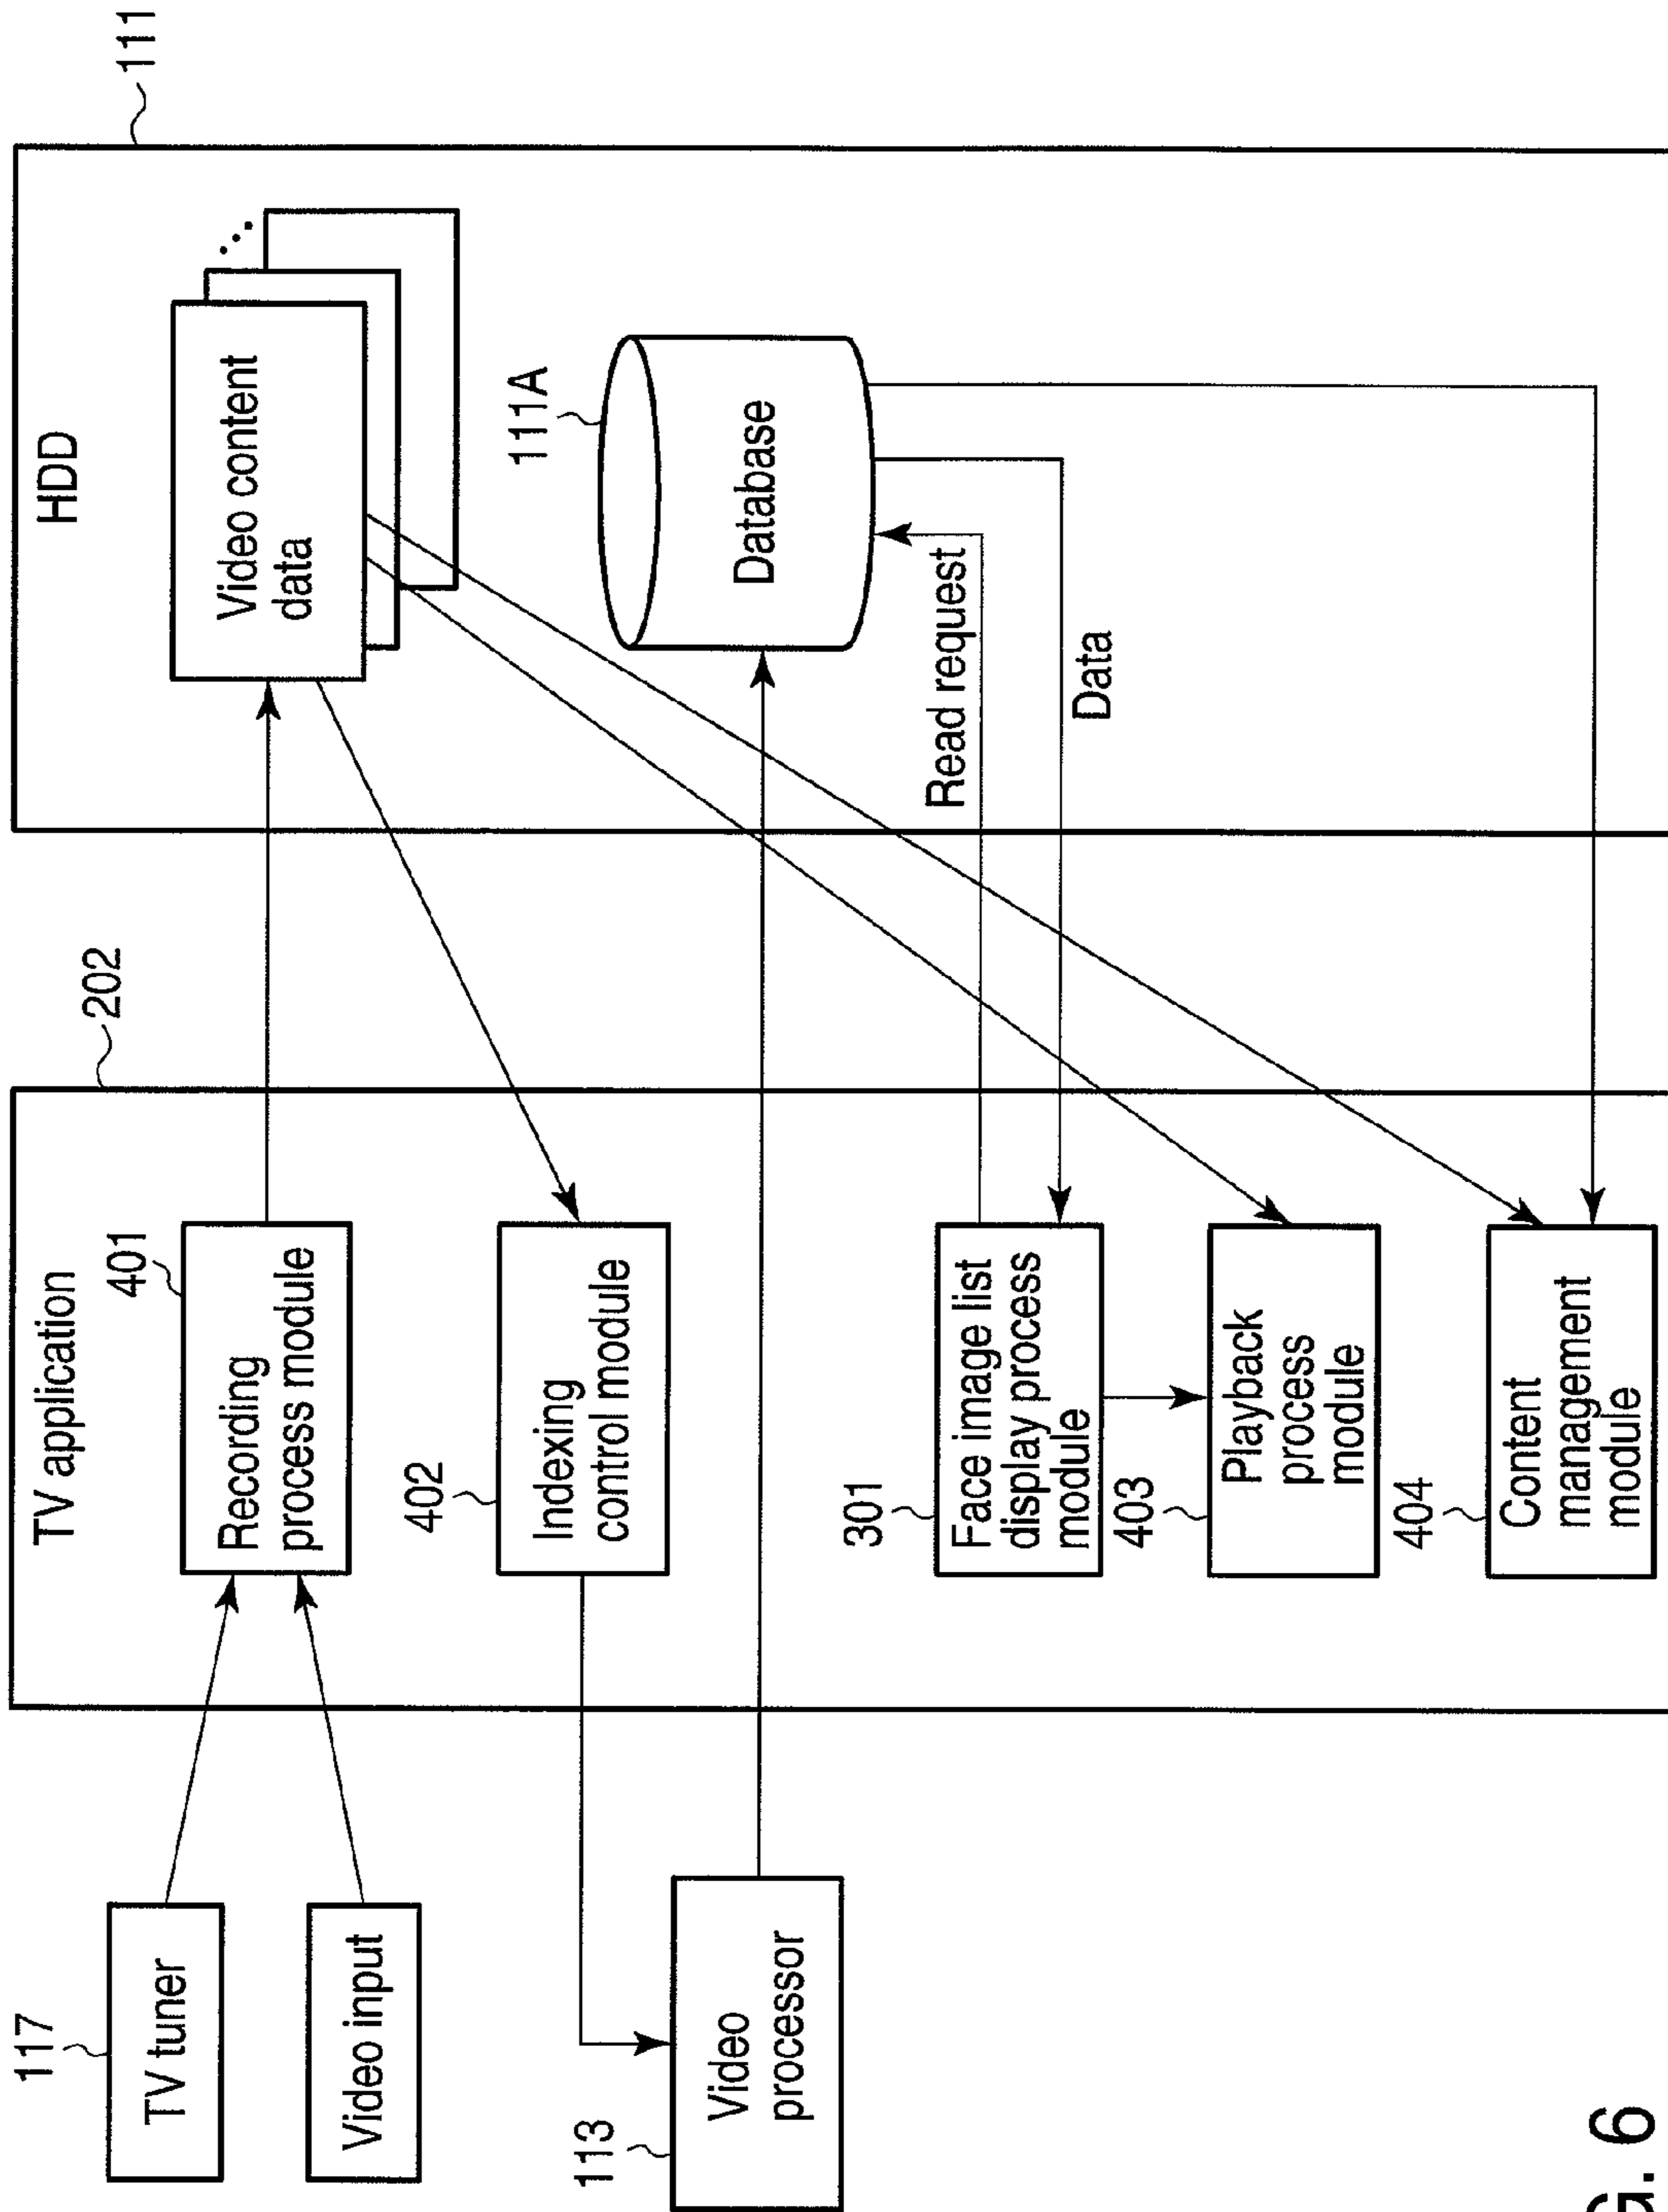 117
TV tuner
Video input
113
Video
processor
202
TV application
401
Recording
process module
402
Indexing
control module
301
Face image list
display process
module
403
Playback
process
module
404
Content
management
module
111
HDD
Video content
data
111A
Database
Read request
Data
G. 6